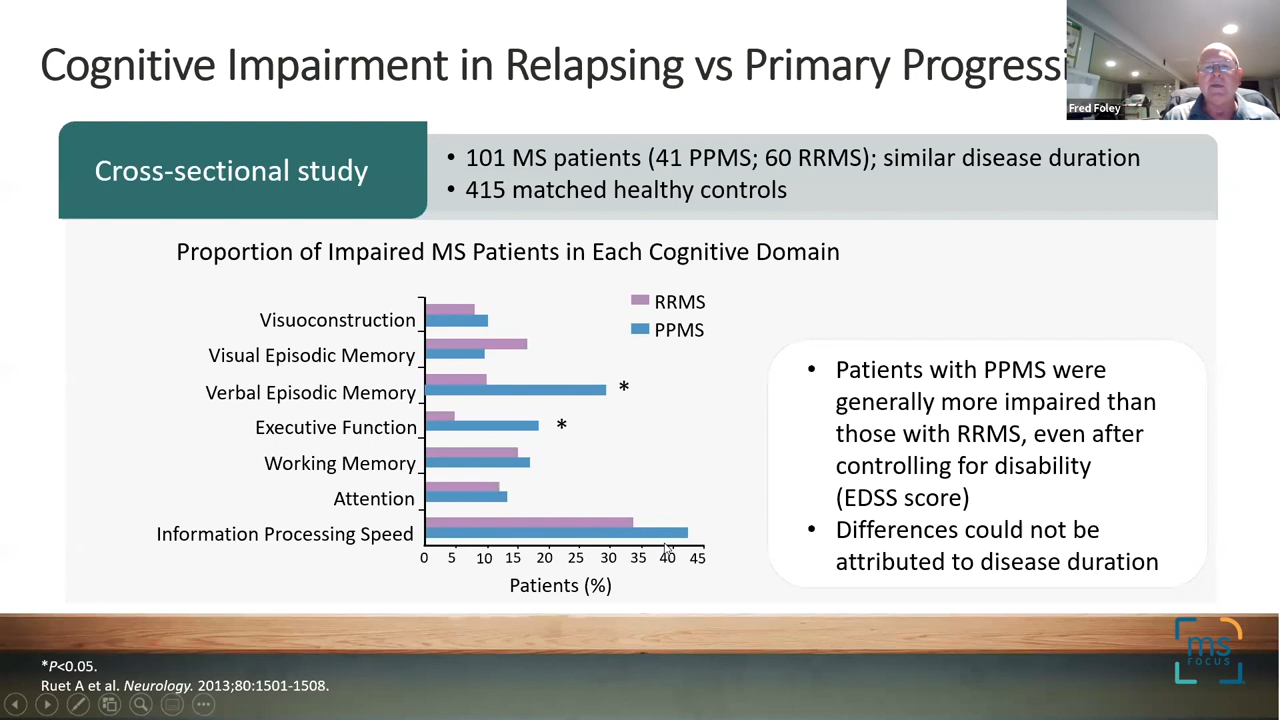 Cognitive Impairment in Relapsing vs Primary Progressi
Fred Foley
Cross-sectional study
• 101 MS patients (41 PPMS; 60 RRMS); similar disease duration
• 415 matched healthy controls
Proportion of Impaired MS Patients in Each Cognitive Domain
RRMS
PPMS
Visuoconstruction
Visual Episodic Memory
Verbal Episodic Memory
*
Executive Function
*
Working Memory
Attention
Information Processing Speed
0 5 10 15 20 25 30 35 40 45
Patients (%)
• Patients with PPMS were
generally more impaired than
those with RRMS, even after
controlling for disability
(EDSS score)
• Differences could not be
attributed to disease duration
ms
FOCUS
*P<0.05.
Ruet A et al. Neurology. 2013;80:1501-1508.